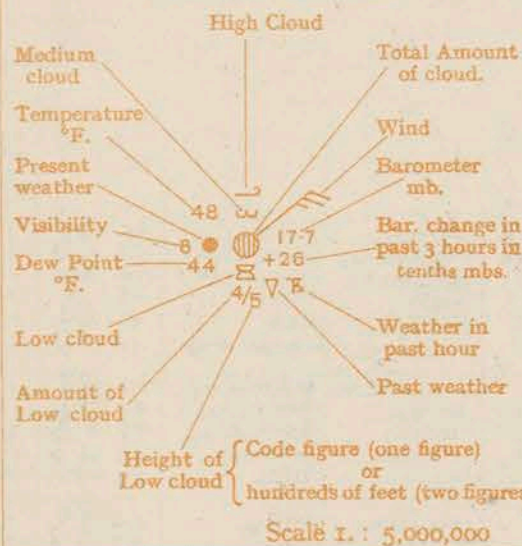 High Cloud
Medium cloud
Total Amount of cloud.
Temperature °F.
Wind
Present weather
Barometer mb.
48
Visibility
8
17·7
Bar. change in past 3 hours in tenths mbs.
+26
Dew Point °F.
44
4/5
Low cloud
Weather in past hour
Amount of Low cloud
Past weather
Height of Low cloud
Code figure (one figure)
or
hundreds of feet (two figures
Scale 1. : 5,000,000